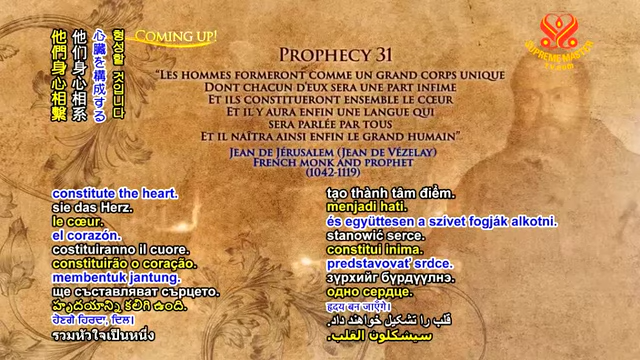 COMING UP!
SUPREME MASTER
TV.com
형성할 것입니다
心臓を構成する
他们身心相系
他們身心相繫
PROPHECY 31
“LES HOMMES FORMERONT COMME UN GRAND CORPS UNIQUE
DONT CHACUN D'EUX SERA UNE PART INFIME
ET ILS CONSTITUERONT ENSEMBLE LE CŒUR
ET IL Y AURA ENFIN UNE LANGUE QUI
SERA PARLÉE PAR TOUS
ET IL NAÎTRA AINSI ENFIN LE GRAND HUMAIN”
JEAN DE JÉRUSALEM (JEAN DE VÉZELAY)
FRENCH MONK AND PROPHET
(1042-1119)
constitute the heart.
sie das Herz.
le cœur.
el corazón.
costituiranno il cuore.
constituirão o coração.
membentuk jantung.
ще съставляват сърцето.
హృదయాన్ని కలిగి ఉంది.
ਹੋਣਗੇ ਹਿਰਦਾ, ਦਿਲ।
รวมหัวใจเป็นหนึ่ง
tạo thành tâm điểm.
menjadi hati.
és együttesen a szívet fogják alkotni.
stanowić serce.
constitui inima.
predstavovať srdce.
зүрхийг бүрдүүлнэ.
одно сердце.
हृदय बन जाएँगे।
قلب را تشکیل خواهند داد.
سيشكلون القلب.